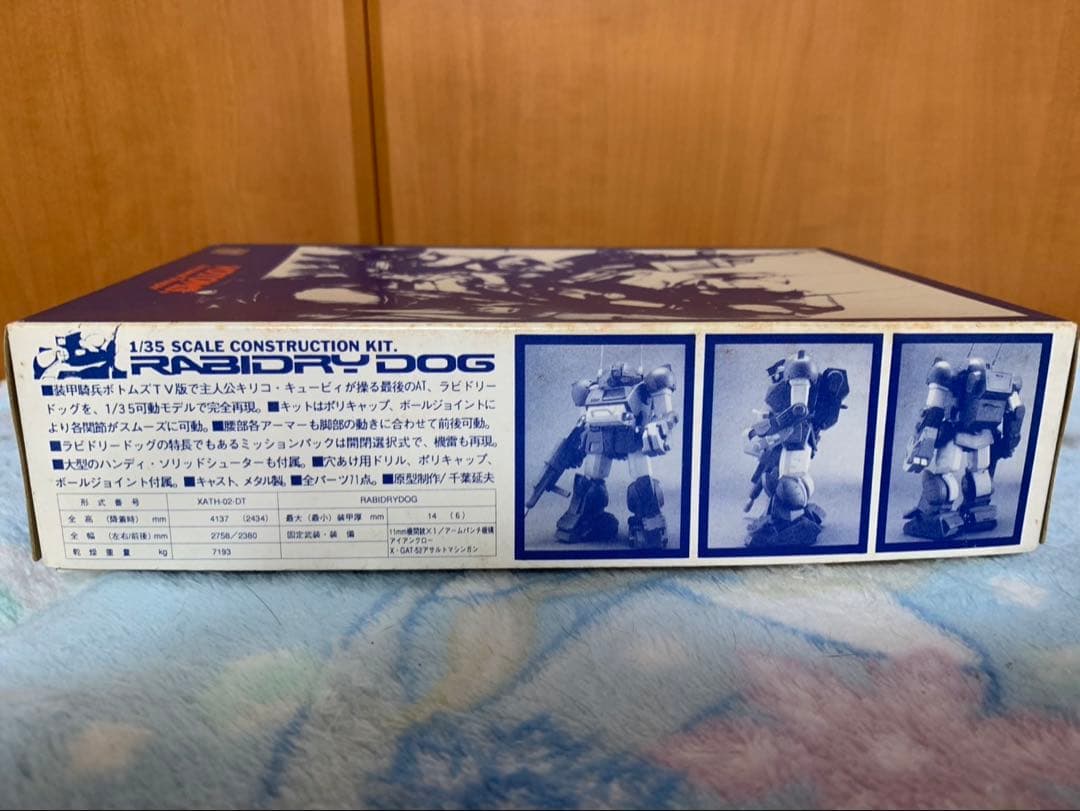 1/35 SCALE CONSTRUCTION KIT.
RABIDRY DOG
■装甲騎兵ボトムズTV版で主人公キリコ・キュービィが操る最後のAT、ラビドリー
ドッグを、1/35可動モデルで完全再現。■キットはポリキャップ、ボールジョイントに
より各関節がスムーズに可動。■腰部各アーマーも脚部の動きに合わせて前後可動。
■ラビドリードッグの特長でもあるミッションパックは開閉選択式で、機雷も再現。
■大型のハンディ・ソリッドシューターも付属。■穴あけ用ドリル、ポリキャップ、
ボールジョイント付属。■キャスト、メタル製。■全パーツ71点。■原型制作/千葉延夫
形式番号 XATH-02-DT RABIDRYDOG
全高(降着時)mm 4137(2434) 最大(最小)装甲厚mm 14(6)
全幅(左右/前後)mm 2758/2380 固定武装・装備 11mm機関銃×1/アームパンチ機構
アイアンクロー
乾燥重量 kg 7193 X・GAT-52アサルトマシンガン